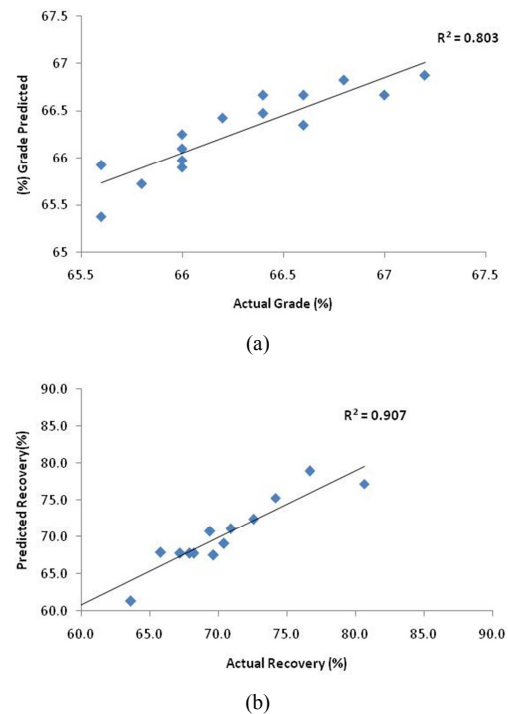 67.5
R² = 0.803
67
66.5
66
65.5
65
(%) Grade Predicted
65.5 66 66.5 67 67.5
Actual Grade (%)
(a)
90.0
R² = 0.907
85.0
80.0
75.0
70.0
65.0
60.0
Predicted Recovery(%)
60.0 65.0 70.0 75.0 80.0 85.0 90.0
Actual Recovery (%)
(b)